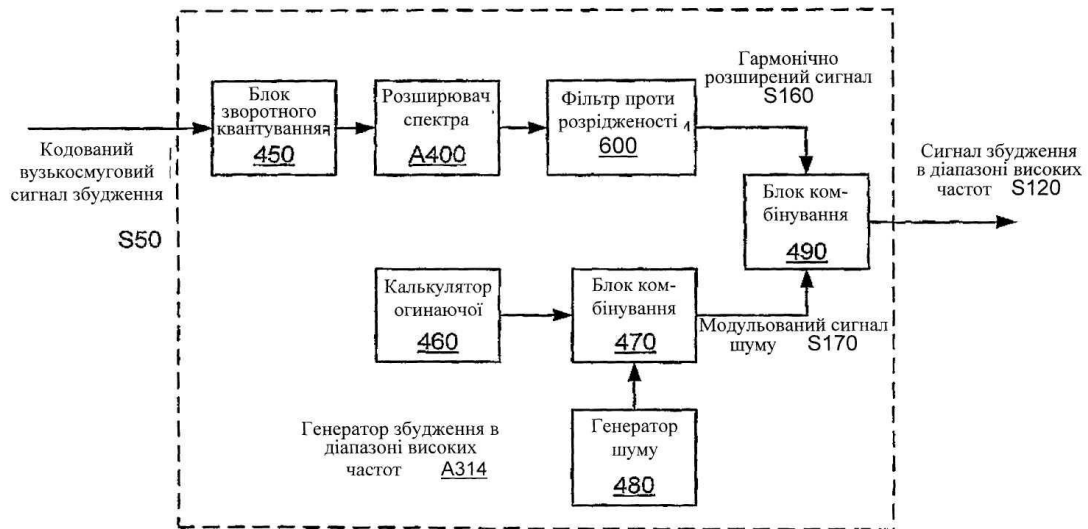 Кодований
вузькосмуговий
сигнал збудження
S50
Блок
зворотного
квантування
450
Розширювач
спектра
A400
Фільтр проти
розрідженості
600
Гармонічно
розширений сигнал
S160
Блок ком-
бінування
490
Сигнал збудження
в діапазоні високих
частот S120
Калькулятор
огинаючої
460
Блок ком-
бінування
470
Модульований сигнал
шуму S170
Генератор збудження в
діапазоні високих
частот A314
Генератор
шуму
480